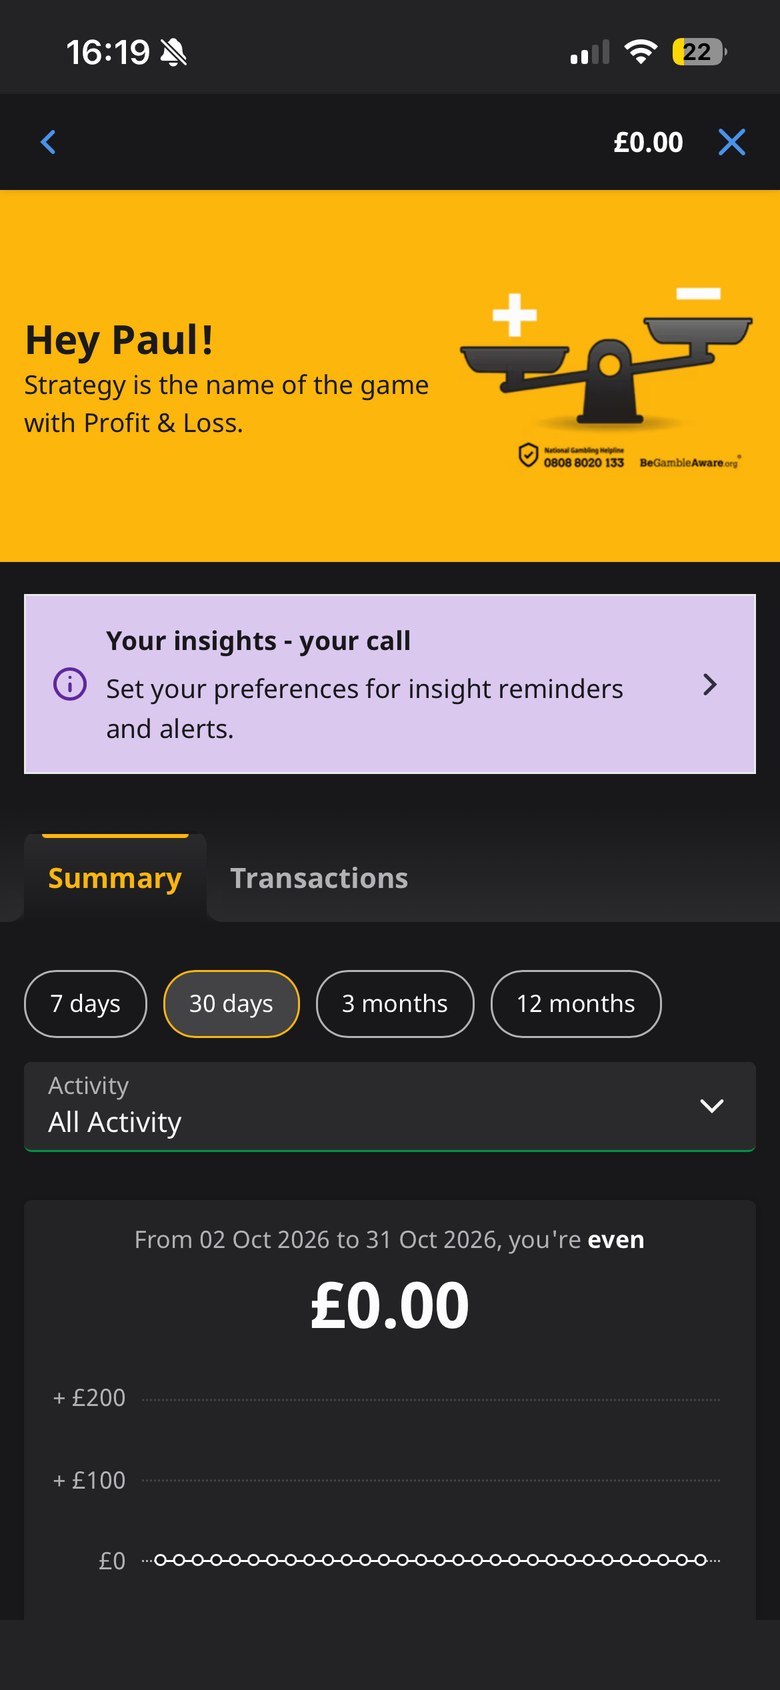 16:19
22
£0.00
Hey Paul!
Strategy is the name of the game
with Profit & Loss.
National Gambling Helpline
0808 8020 133
BeGambleAware.org®
Your insights - your call
Set your preferences for insight reminders
and alerts.
Summary
Transactions
7 days
30 days
3 months
12 months
Activity
All Activity
From 02 Oct 2026 to 31 Oct 2026, you're even
£0.00
+ £200
+ £100
£0